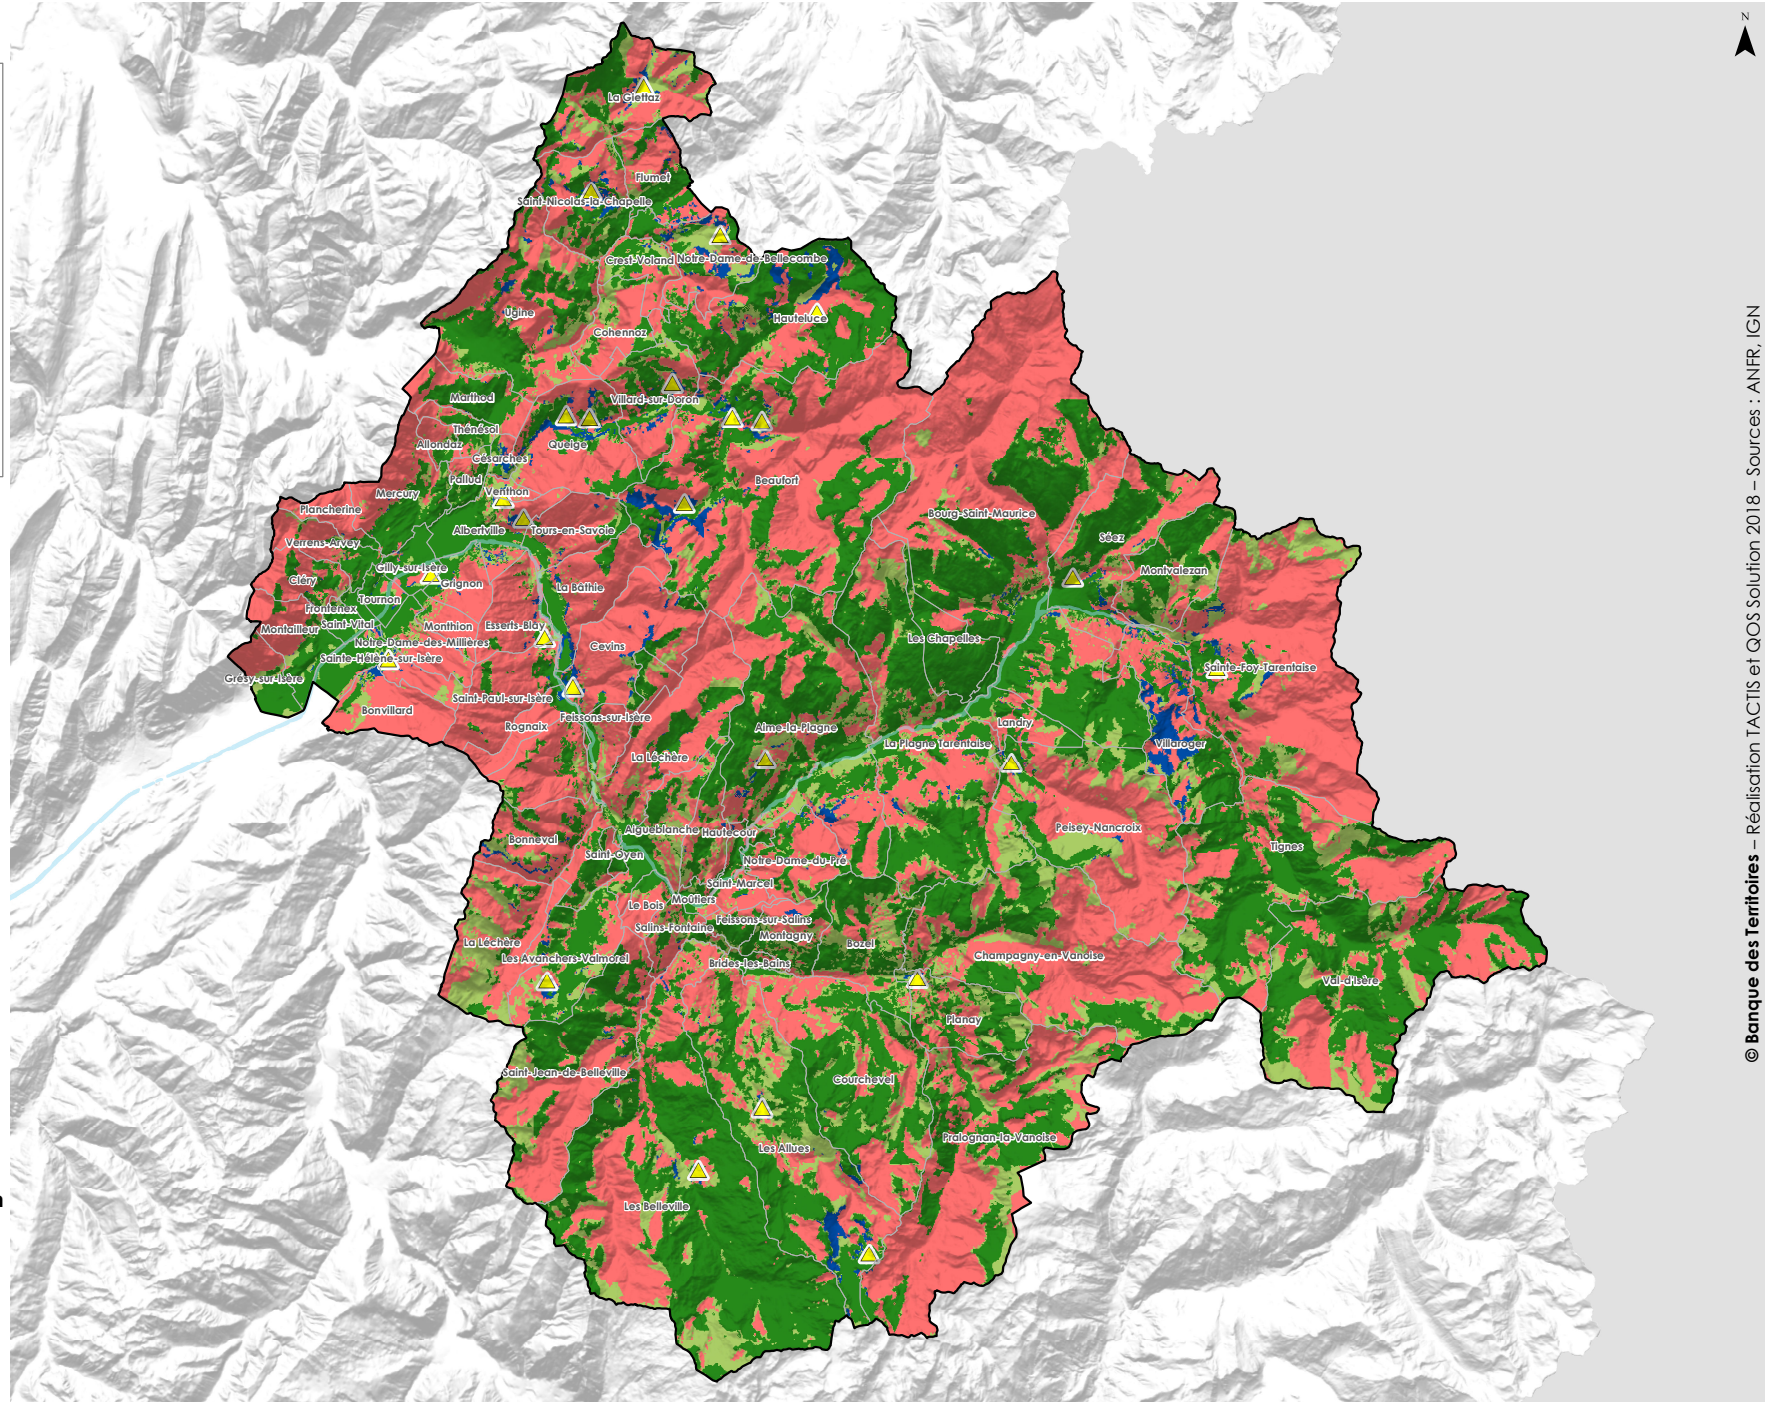 N
La Giettaz
Flumet
Saint-Nicolas-la-Chapelle
Crest-Voland
Notre-Dame-de-Bellecombe
Ugine
Hauteluce
Cohennoz
Marthod
Villard-sur-Doron
Thénésol
Allondaz
Queige
Césarches
Pallud
Venthon
Beaufort
Mercury
Plancherine
Bourg-Saint-Maurice
Albertville
Tours-en-Savoie
Séez
Verrens-Arvey
Gilly-sur-Isère
Montvalezan
Cléry
Grignon
La Bâthie
Tournon
Frontenex
Saint-Vital
Montailleur
Monthion
Esserts-Blay
Les Chapelles
Notre-Dame-des-Millières
Cevins
Sainte-Hélène-sur-Isère
Sainte-Foy-Tarentaise
Grésy-sur-Isère
Saint-Paul-sur-Isère
Bonvillard
Feissons-sur-Isère
Rognaix
Landry
Aime-la-Plagne
La Plagne Tarentaise
Villaroger
La Léchère
Aigueblanche
Hautecour
Peisey-Nancroix
Bonneval
Tignes
Saint-Oyen
Notre-Dame-du-Pré
Saint-Marcel
Moûtiers
Le Bois
Feissons-sur-Salins
Salins-Fontaine
Montagny
La Léchère
Bozel
Les Avanchers-Valmorel
Champagny-en-Vanoise
Brides-les-Bains
Val-d'Isère
Planay
Saint-Jean-de-Belleville
Courchevel
Pralognan-la-Vanoise
Les Allues
Les Belleville
© Banque des Territoires – Réalisation TACTIS et QOS Solution 2018 – Sources : ANFR, IGN